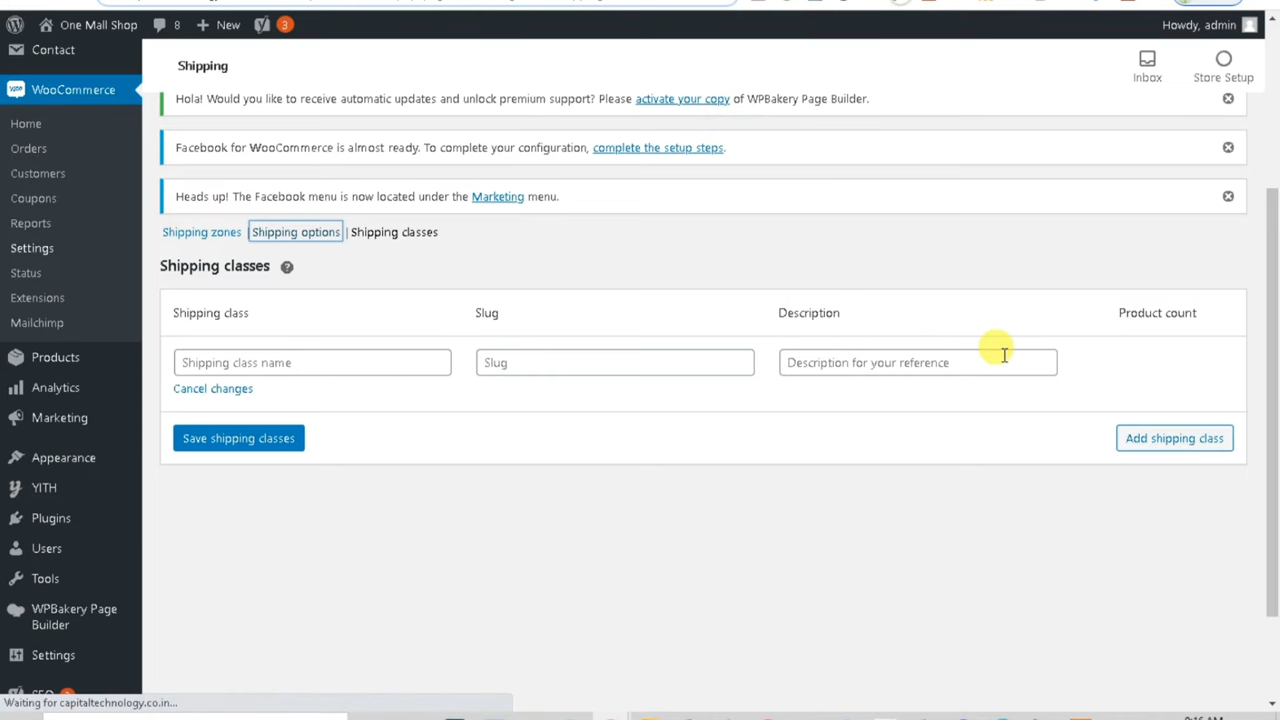 One Mall Shop 8 New 3 Howdy, admin
Contact
Shipping
Inbox
Store Setup
WooCommerce
Hola! Would you like to receive automatic updates and unlock premium support? Please activate your copy of WPBakery Page Builder.
Home
Facebook for WooCommerce is almost ready. To complete your configuration, complete the setup steps.
Orders
Customers
Heads up! The Facebook menu is now located under the Marketing menu.
Coupons
Reports
Shipping zones | Shipping options | Shipping classes
Settings
Shipping classes
Status
Extensions
Shipping class Slug Description Product count
Mailchimp
Products
Shipping class name Slug Description for your reference
Analytics
Cancel changes
Marketing
Save shipping classes Add shipping class
Appearance
YITH
Plugins
Users
Tools
WPBakery Page
Builder
Settings
Waiting for capitaltechnology.co.in...